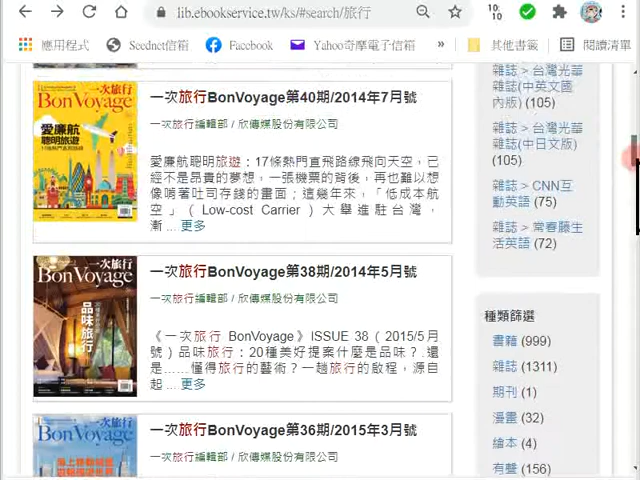 lib.ebookservice.tw/ks/#search/旅行
應用程式
Scednet信箱
Facebook
Yahoo奇摩電子信箱
»
其他書籤
閱讀清單
一次旅行
BonVoyage
愛廉航
聰明旅遊
一次旅行BonVoyage第40期/2014年7月號
一次旅行編輯部 / 欣傳媒股份有限公司
愛廉航聰明旅遊：17條熱門直飛路線飛向天空，已
經不是昂貴的夢想，一張機票的背後，再也難以想
像啃著吐司存錢的畫面；這幾年來，「低成本航
空」（Low-cost Carrier）大舉進駐台灣，
漸 ... 更多
一次旅行
BonVoyage
品味旅行
一次旅行BonVoyage第38期/2014年5月號
一次旅行編輯部 / 欣傳媒股份有限公司
《一次旅行 BonVoyage》ISSUE 38（2015/5月
號）品味旅行：20種美好提案什麼是品味？.還
是……懂得旅行的藝術？一趟旅行的啟程，源自
起 ... 更多
一次旅行
BonVoyage
一次旅行BonVoyage第36期/2015年3月號
一次旅行編輯部 / 欣傳媒股份有限公司
雜誌 > 台灣光華
雜誌(中英文國
內版) (105)
雜誌 > 台灣光華
雜誌(中日文版)
(105)
雜誌 > CNN互
動英語 (75)
雜誌 > 常春藤生
活英語 (72)
種類篩選
書籍 (999)
雜誌 (1311)
期刊 (1)
漫畫 (32)
繪本 (4)
有聲 (156)